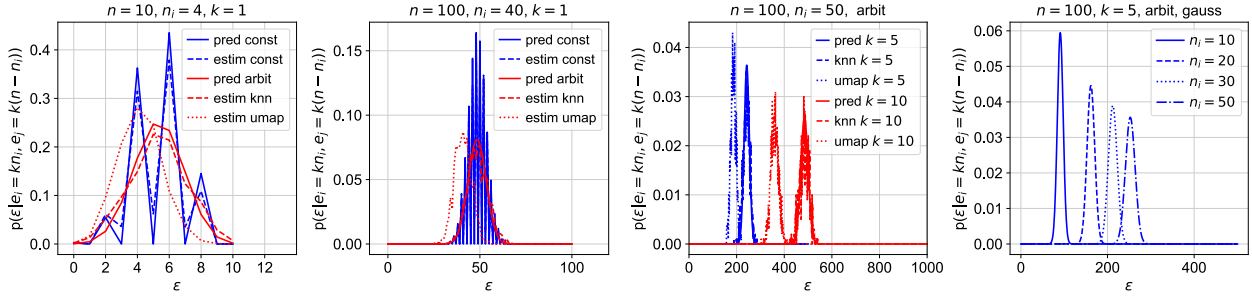 n = 10, n_i = 4, k = 1
p(ε|e_i = kn_i, e_j = k(n − n_i))
0.4
0.3
0.2
0.1
0.0
0 2 4 6 8 10 12
ε
pred const
estim const
pred arbit
estim knn
estim umap
n = 100, n_i = 40, k = 1
p(ε|e_i = kn_i, e_j = k(n − n_i))
0.15
0.10
0.05
0.00
0 50 100
ε
pred const
estim const
pred arbit
estim knn
estim umap
n = 100, n_i = 50, arbit
p(ε|e_i = kn_i, e_j = k(n − n_i))
0.04
0.03
0.02
0.01
0.00
0 200 400 600 800 1000
ε
pred k = 5
knn k = 5
umap k = 5
pred k = 10
knn k = 10
umap k = 10
n = 100, k = 5, arbit, gauss
p(ε|e_i = kn_i, e_j = k(n − n_i))
0.06
0.05
0.04
0.03
0.02
0.01
0.00
0 200 400
ε
n_i = 10
n_i = 20
n_i = 30
n_i = 50